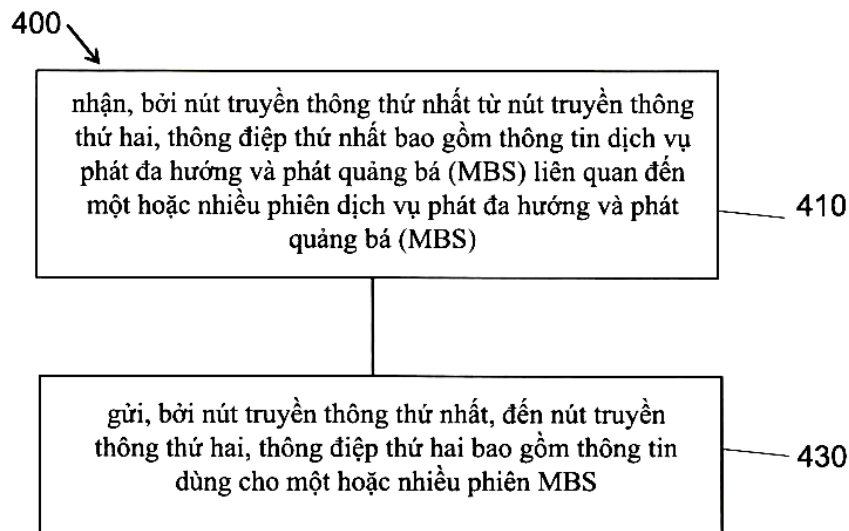 400
nhận, bởi nút truyền thông thứ nhất từ nút truyền thông
thứ hai, thông điệp thứ nhất bao gồm thông tin dịch vụ
phát đa hướng và phát quảng bá (MBS) liên quan đến
một hoặc nhiều phiên dịch vụ phát đa hướng và phát
quảng bá (MBS)
410
gửi, bởi nút truyền thông thứ nhất, đến nút truyền
thông thứ hai, thông điệp thứ hai bao gồm thông tin
dùng cho một hoặc nhiều phiên MBS
430